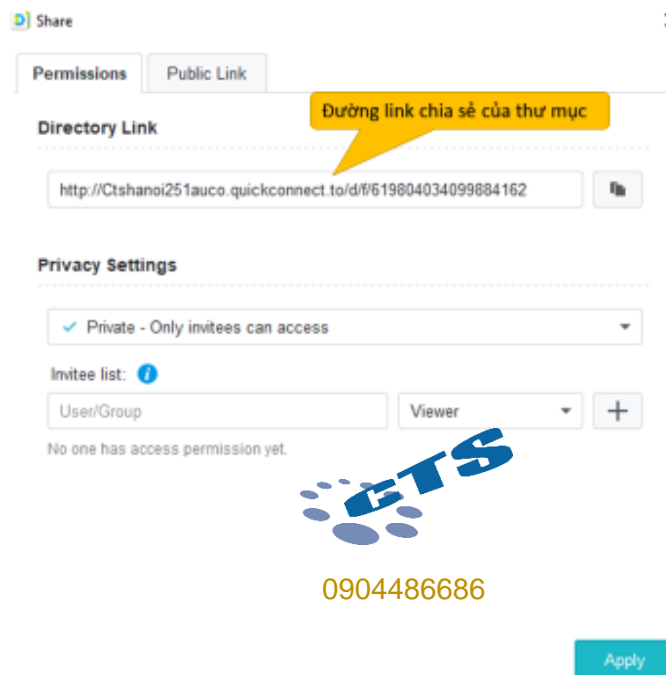 Share
Permissions
Public Link
Đường link chia sẻ của thư mục
Directory Link
http://Ctshanoi251auco.quickconnect.to/d/f/619804034099884162
Privacy Settings
Private - Only invitees can access
Invitee list:
User/Group
Viewer
No one has access permission yet.
CTS
0904486686
Apply